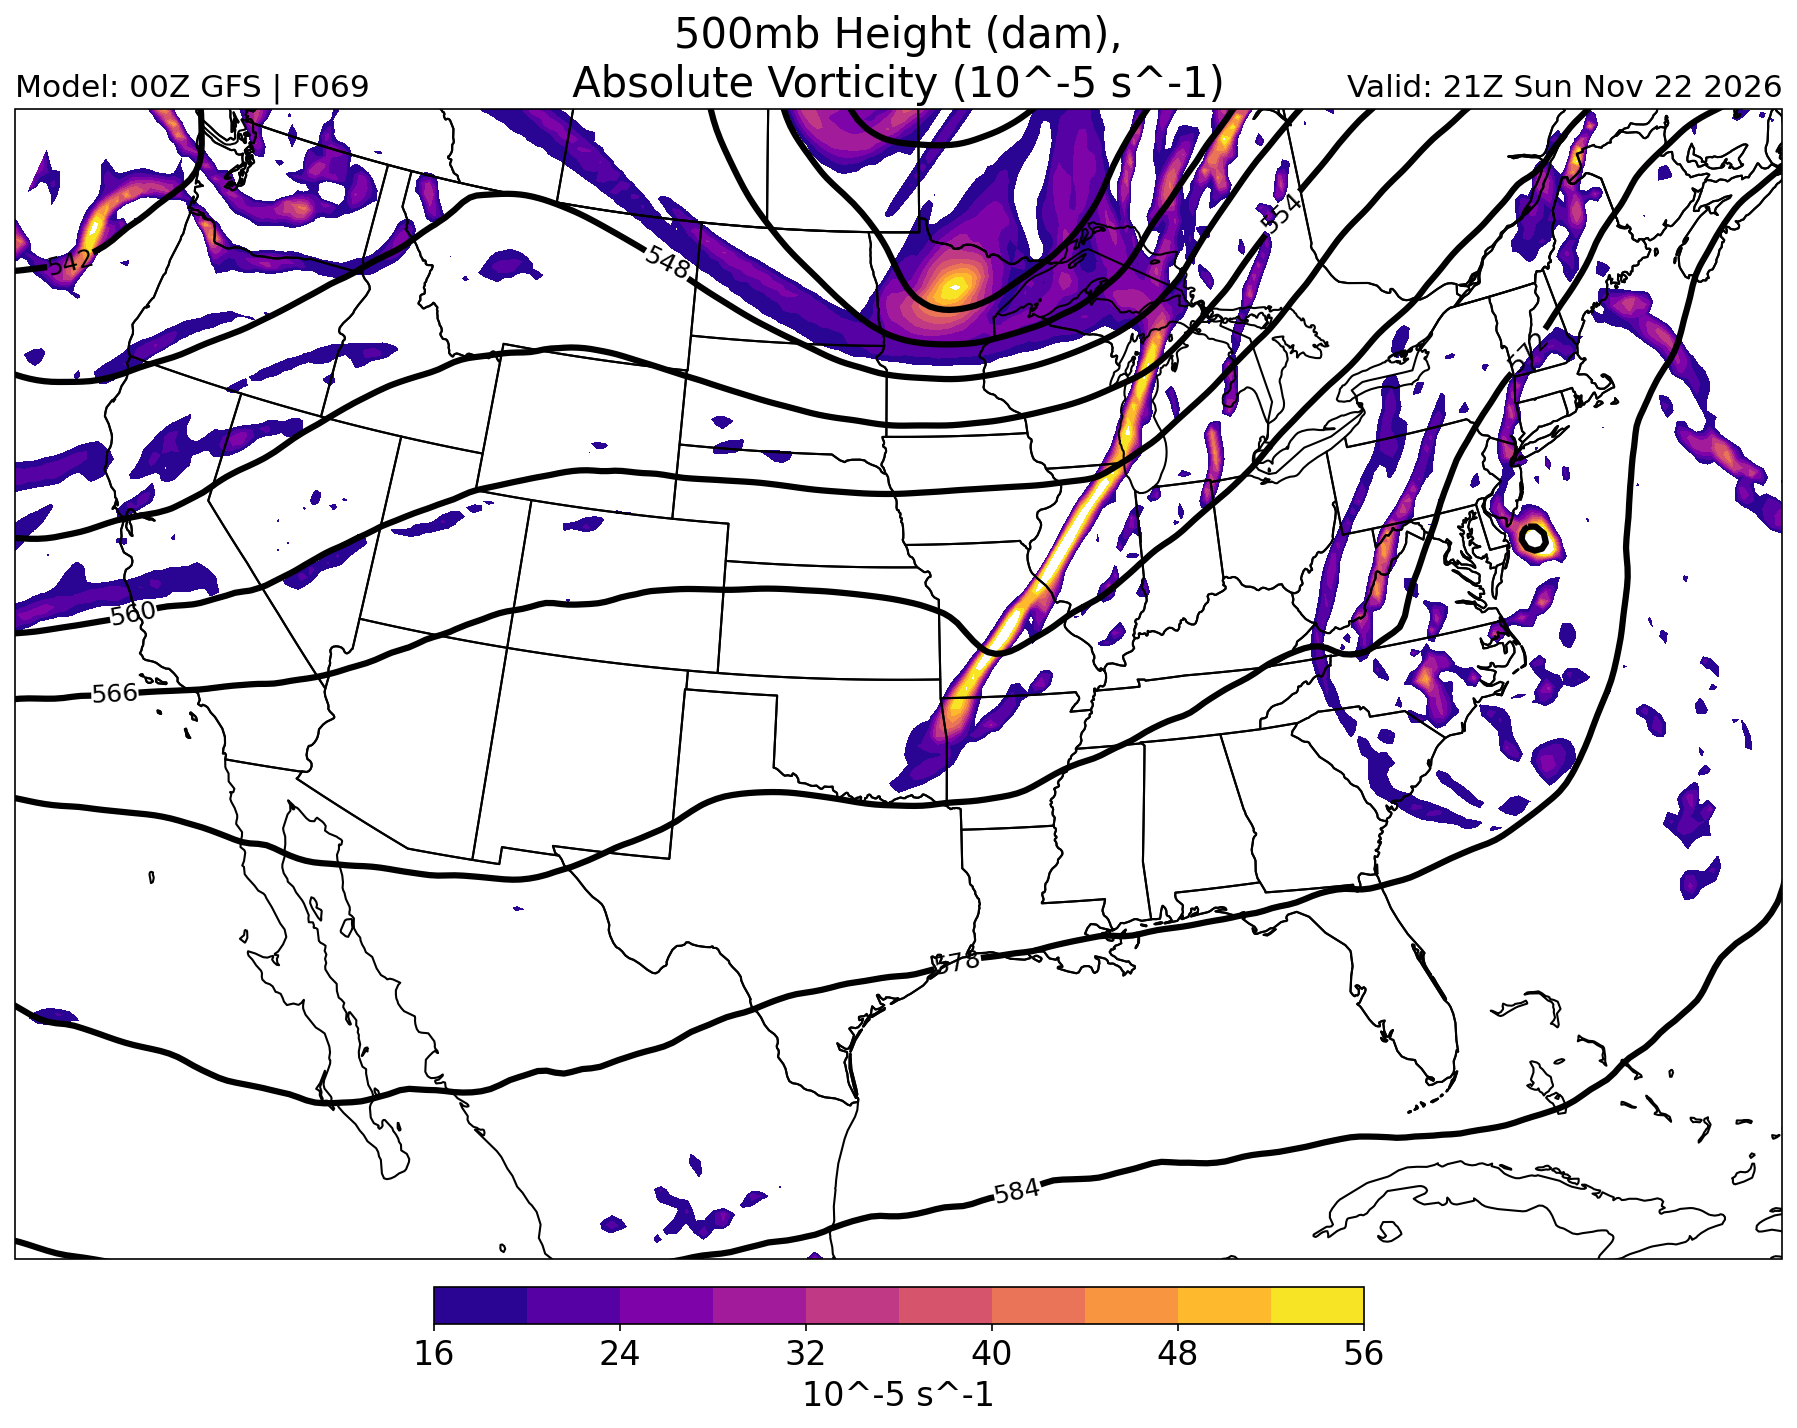 500mb Height (dam),
Absolute Vorticity (10^-5 s^-1)
Model: 00Z GFS | F069
Valid: 21Z Sun Nov 22 2026
554
542
548
560
566
578
584
16 24 32 40 48 56
10^-5 s^-1